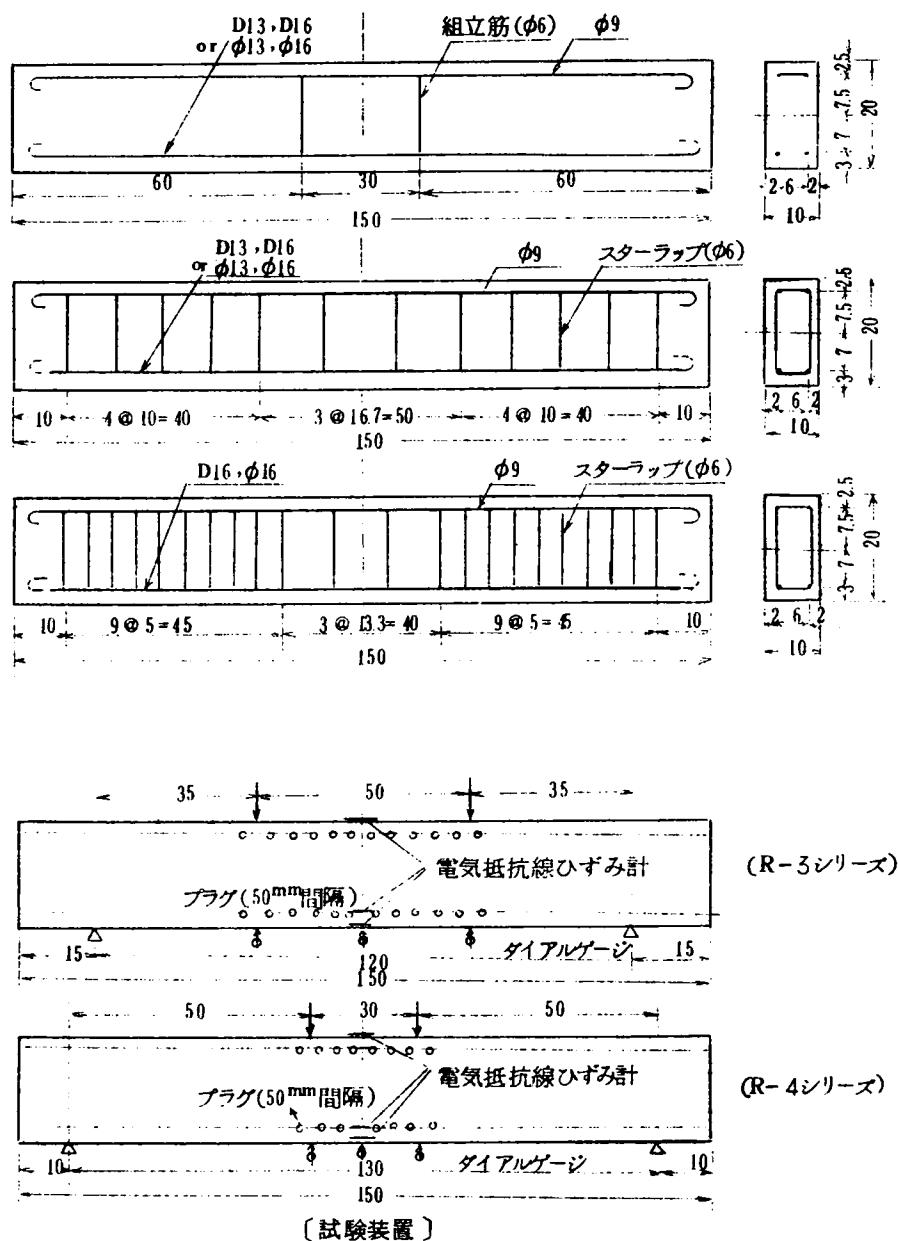 D13,D16
or φ13,φ16
組立筋(φ6)
φ9
60 30 60
150
3 7 7.5 2.5
20
2 6 2
10
D13,D16
or φ13,φ16
φ9
スターラップ(φ6)
10 4@10=40 3@16.7=50 4@10=40 10
150
3 7 7.5 2.5
20
2 6 2
10
D16,φ16
φ9
スターラップ(φ6)
10 9@5=45 3@13.3=40 9@5=45 10
150
3 7 7.5 2.5
20
2 6 2
10
35 50 35
電気抵抗線ひずみ計
(R-3シリーズ)
プラグ(50mm間隔)
ダイアルゲージ
15 120 15
150
50 30 50
電気抵抗線ひずみ計
(R-4シリーズ)
プラグ(50mm間隔)
ダイアルゲージ
10 130 10
150
〔試験装置〕